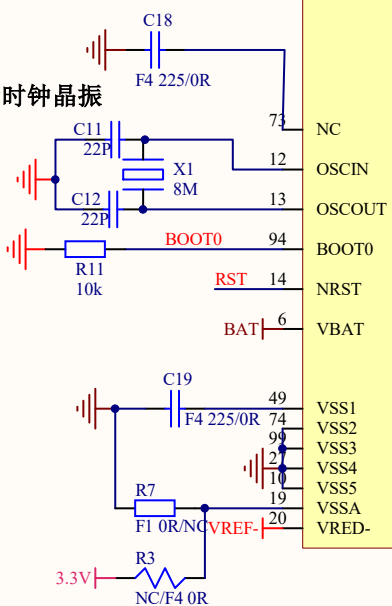 C18
F4 225/0R
时钟晶振
73 NC
C11
22P
12 OSCIN
X1
8M
C12
22P
13 OSCOUT
BOOT0 94 BOOT0
R11
10k
RST 14 NRST
BAT 6 VBAT
C19
F4 225/0R
49 VSS1
74 VSS2
99 VSS3
27 VSS4
10 VSS5
R7
19 VSSA
F1 0R/NC
VREF- 20 VRED-
R3
3.3V
NC/F4 0R